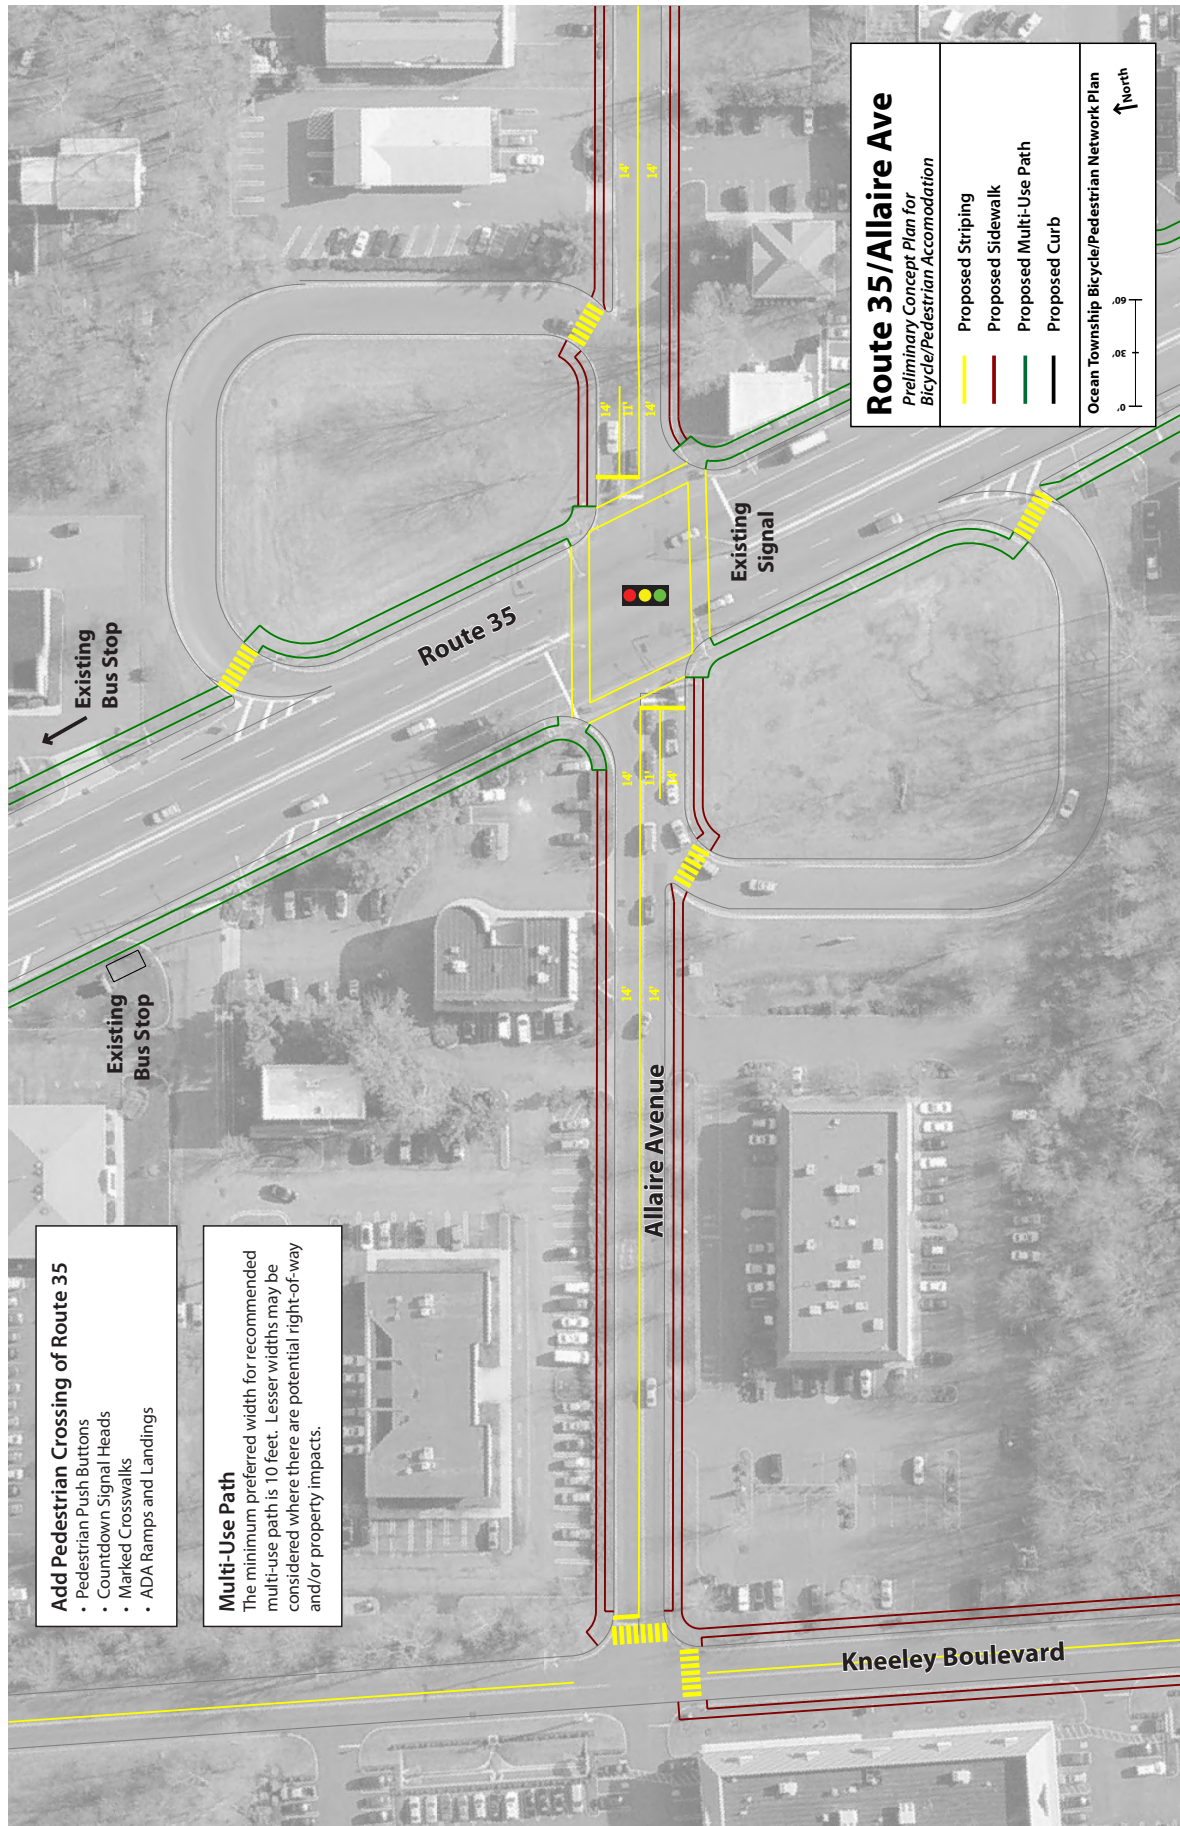 Add Pedestrian Crossing of Route 35
• Pedestrian Push Buttons
• Countdown Signal Heads
• Marked Crosswalks
• ADA Ramps and Landings
Multi-Use Path
The minimum preferred width for recommended
multi-use path is 10 feet. Lesser widths may be
considered where there are potential right-of-way
and/or property impacts.
Existing
Bus Stop
Existing
Bus Stop
Route 35
Existing
Signal
Allaire Avenue
Kneeley Boulevard
14'
14'
14'
11'
14'
14'
11'
14'
14'
14'
Route 35/Allaire Ave
Preliminary Concept Plan for
Bicycle/Pedestrian Accomodation
Proposed Striping
Proposed Sidewalk
Proposed Multi-Use Path
Proposed Curb
Ocean Township Bicycle/Pedestrian Network Plan
0'
30'
60'
North